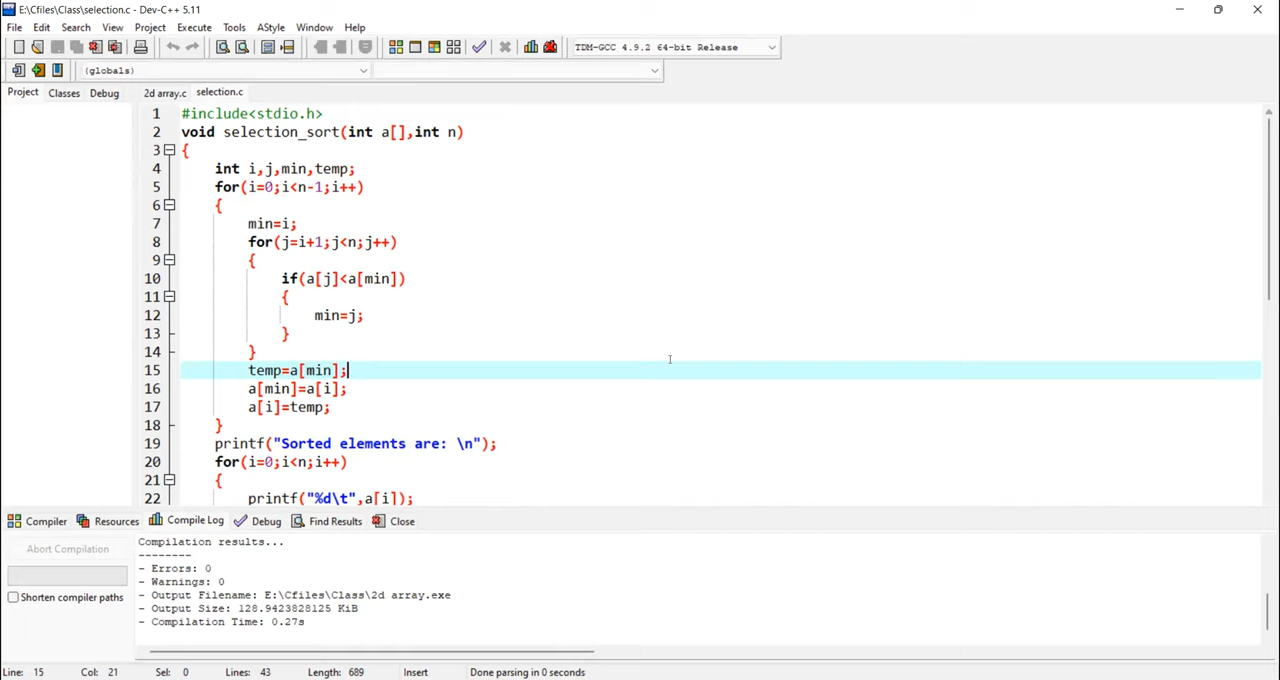 E:\Cfiles\Class\selection.c - Dev-C++ 5.11
File Edit Search View Project Execute Tools AStyle Window Help
TDM-GCC 4.9.2 64-bit Release
(globals)
Project Classes Debug 2d array.c selection.c
1 #include<stdio.h>
2 void selection_sort(int a[],int n)
3 {
4 int i,j,min,temp;
5 for(i=0;i<n-1;i++)
6 {
7 min=i;
8 for(j=i+1;j<n;j++)
9 {
10 if(a[j]<a[min])
11 {
12 min=j;
13 }
14 }
15 temp=a[min];
16 a[min]=a[i];
17 a[i]=temp;
18 }
19 printf("Sorted elements are: \n");
20 for(i=0;i<n;i++)
21 {
22 printf("%d\t",a[i]);
Compiler Resources Compile Log Debug Find Results Close
Abort Compilation
Shorten compiler paths
Compilation results...
--------
- Errors: 0
- Warnings: 0
- Output Filename: E:\Cfiles\Class\2d array.exe
- Output Size: 128.9423828125 KiB
- Compilation Time: 0.27s
Line: 15 Col: 21 Sel: 0 Lines: 43 Length: 689 Insert Done parsing in 0 seconds